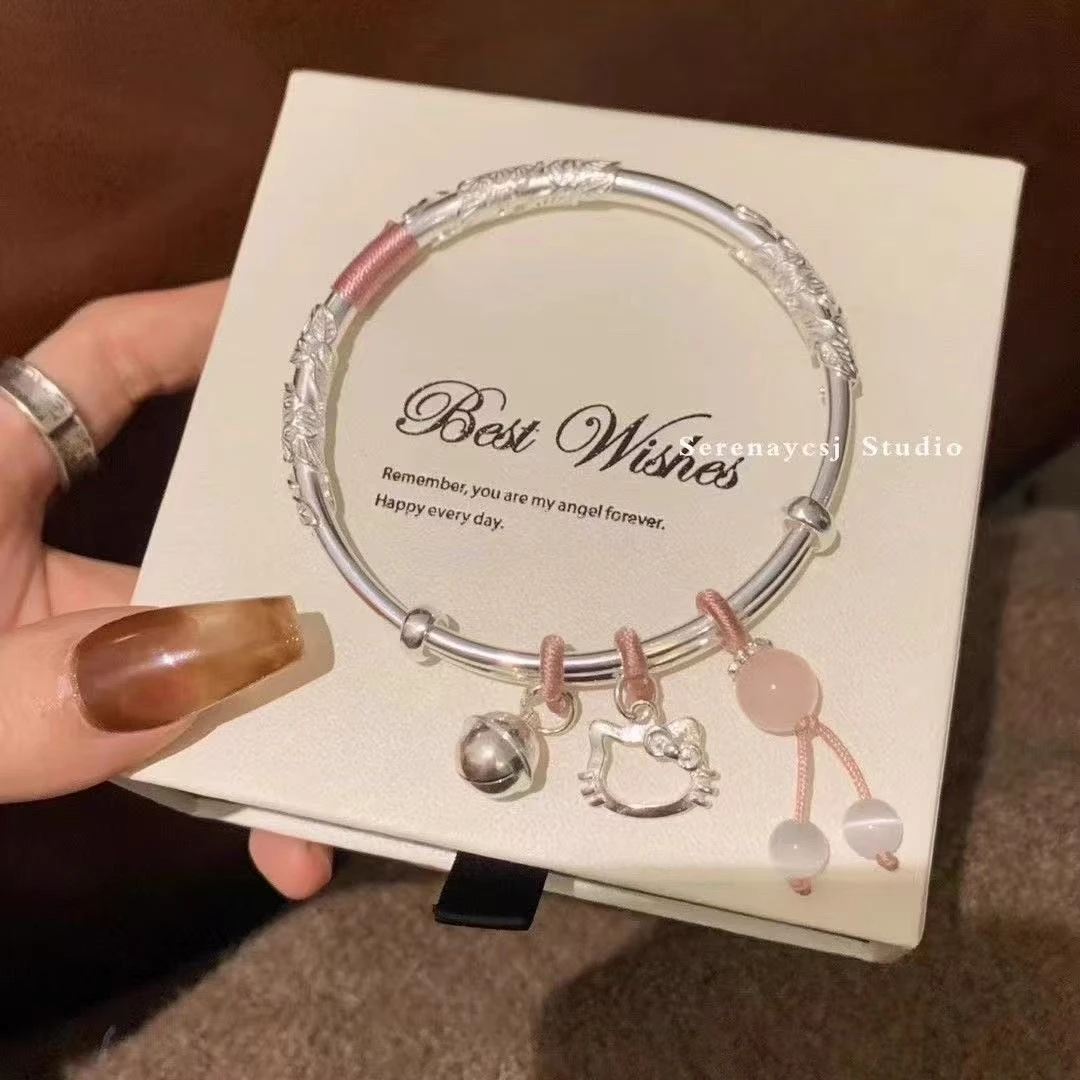 Best Wishes
Serenaycsj Studio
Remember, you are my angel forever.
Happy every day.